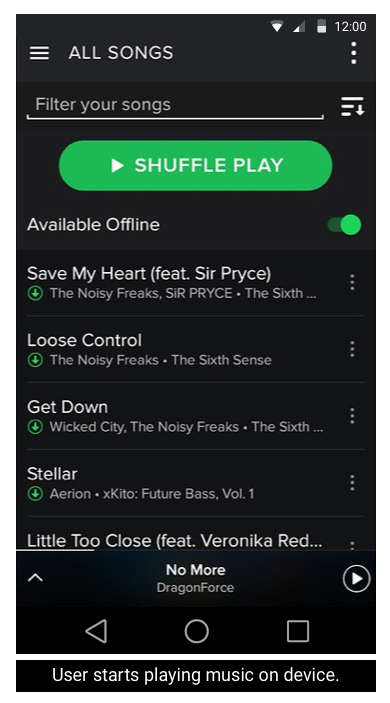 12:00
ALL SONGS
Filter your songs
SHUFFLE PLAY
Available Offline
Save My Heart (feat. Sir Pryce)
The Noisy Freaks, SiR PRYCE • The Sixth ...
Loose Control
The Noisy Freaks • The Sixth Sense
Get Down
Wicked City, The Noisy Freaks • The Sixth ...
Stellar
Aerion • xKito: Future Bass, Vol. 1
Little Too Close (feat. Veronika Red...
No More
DragonForce
User starts playing music on device.